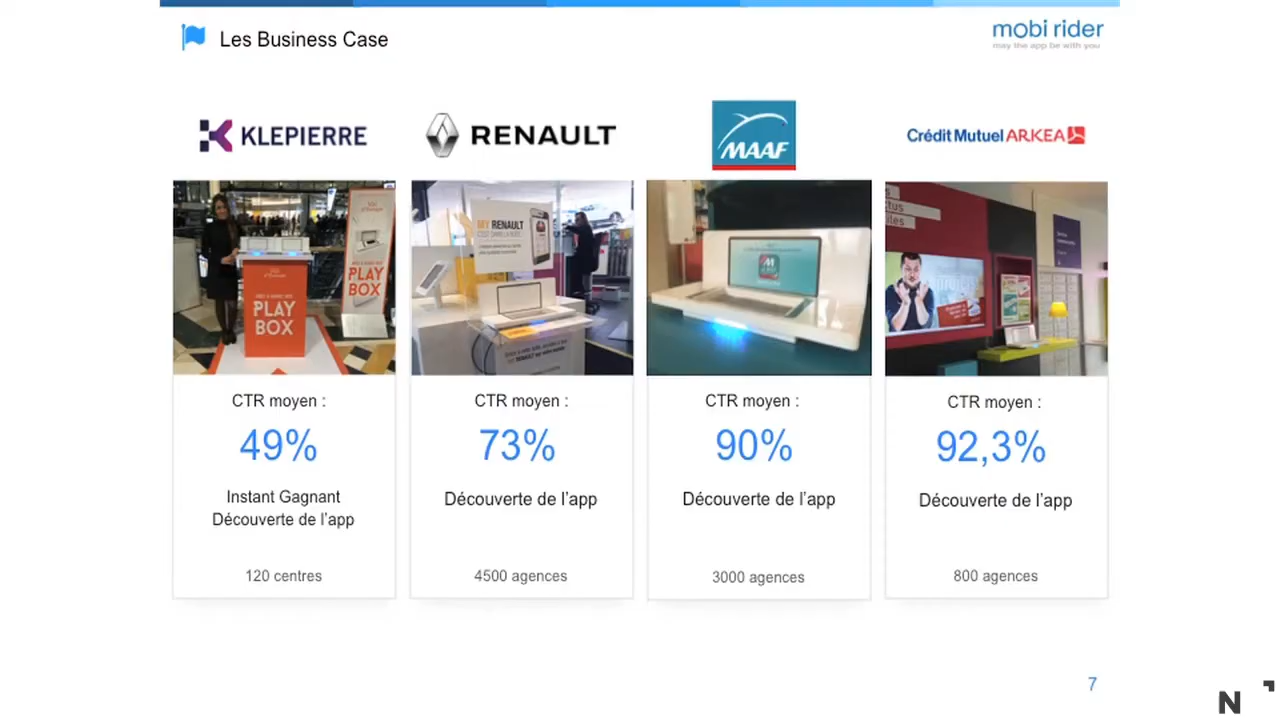 Les Business Case
mobi rider
may the app be with you
KLEPIERRE
RENAULT
MAAF
Crédit Mutuel ARKEA
PLAY
BOX
PLAY
BOX
MY RENAULT
CTR moyen :
49%
Instant Gagnant
Découverte de l'app
120 centres
CTR moyen :
73%
Découverte de l'app
4500 agences
CTR moyen :
90%
Découverte de l'app
3000 agences
CTR moyen :
92,3%
Découverte de l'app
800 agences
7
N